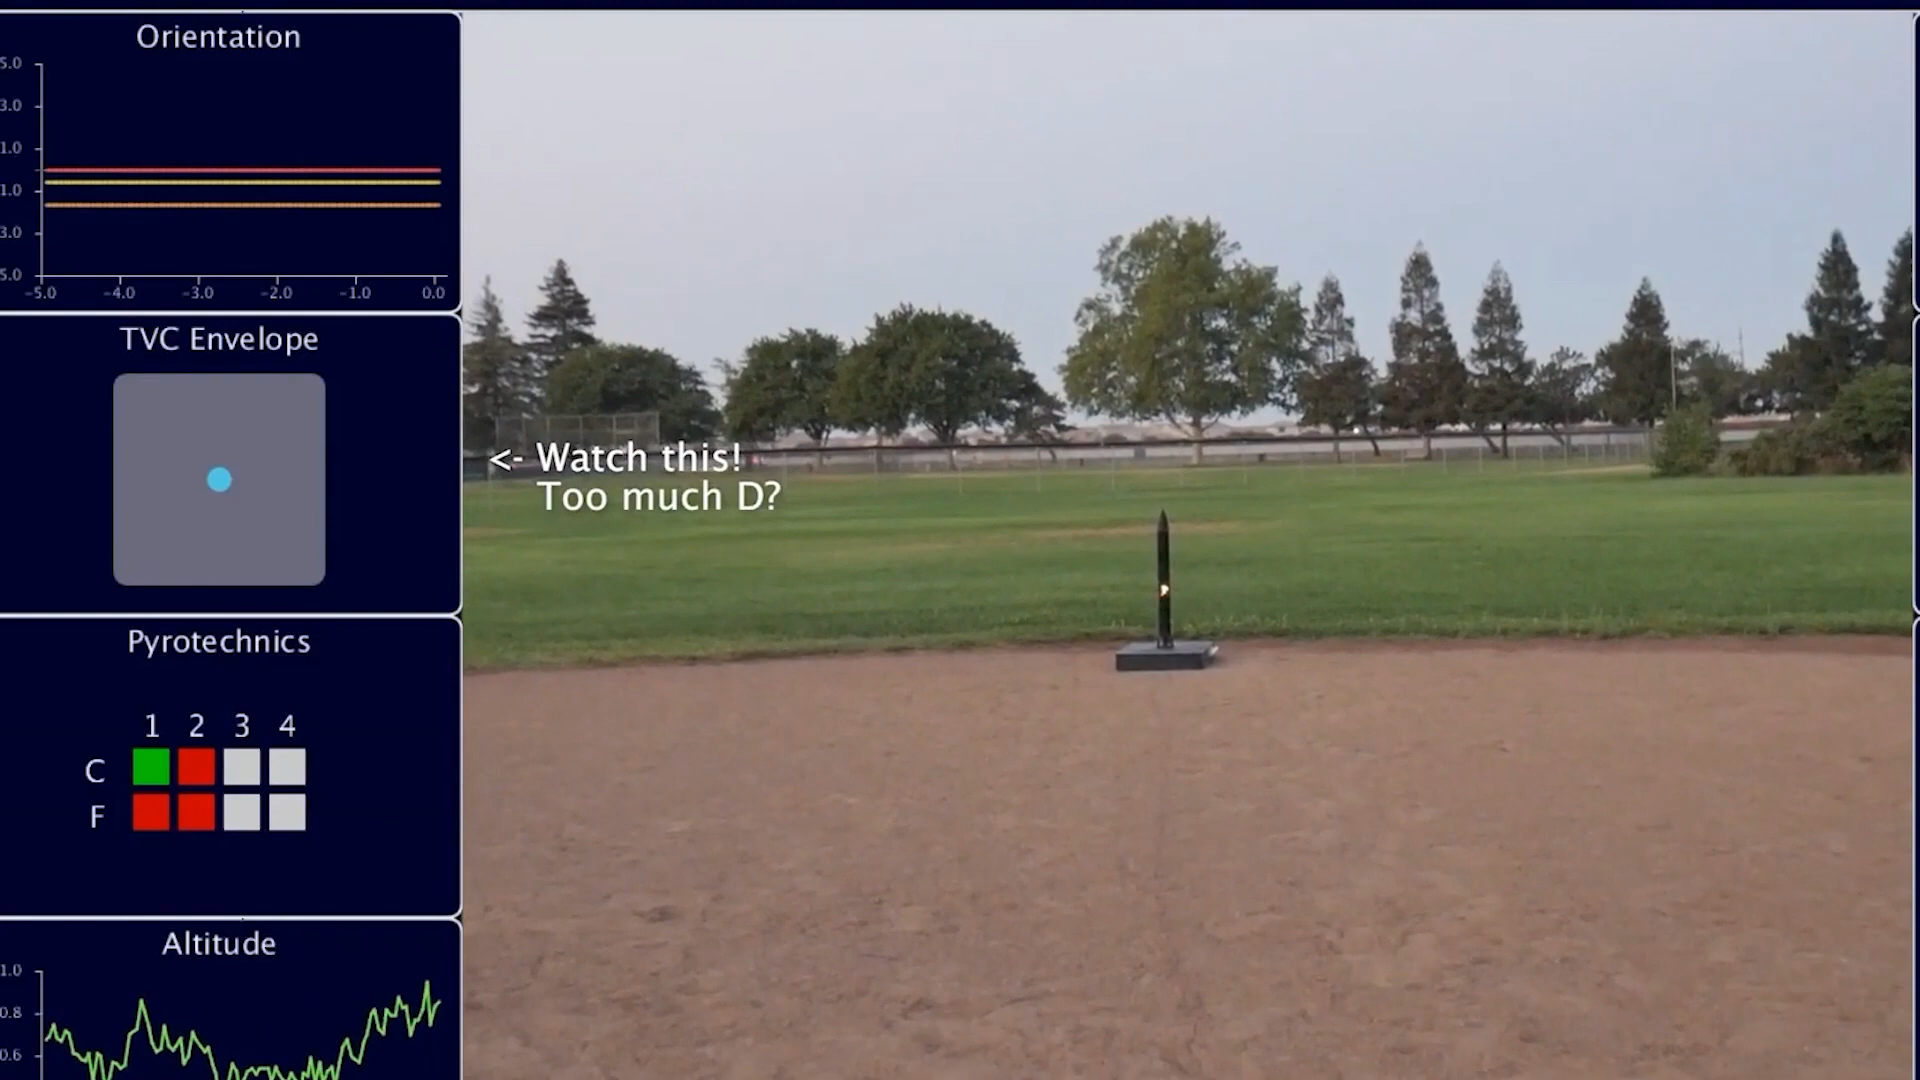 Orientation
5.0
3.0
1.0
1.0
3.0
5.0
-5.0 -4.0 -3.0 -2.0 -1.0 0.0
TVC Envelope
<- Watch this!
Too much D?
Pyrotechnics
1 2 3 4
C
F
Altitude
1.0
0.8
0.6